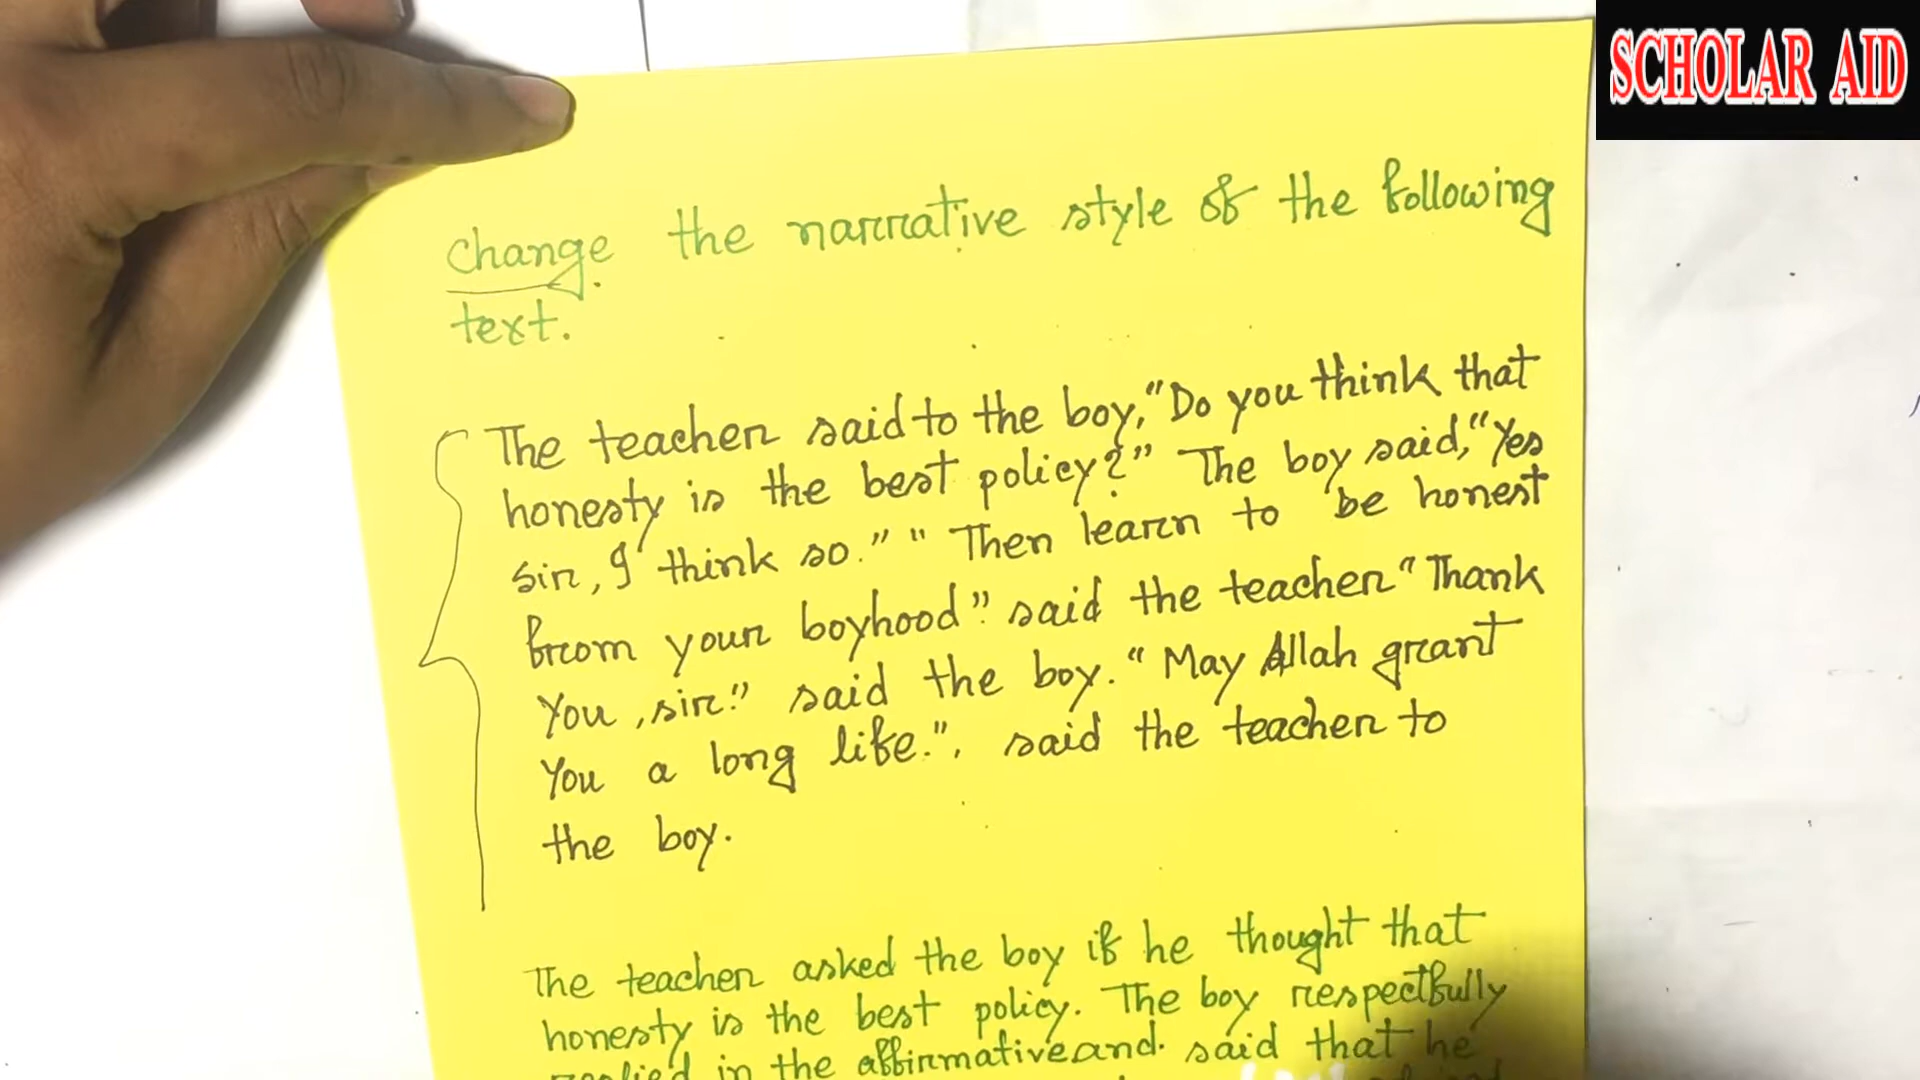 SCHOLAR AID
Change the narrative style of the following
text.
The teacher said to the boy, "Do you think that
honesty is the best policy?" The boy said, "Yes
sir, I think so." "Then learn to be honest
from your boyhood". said the teacher "Thank
you, sir." said the boy. "May Allah grant
you a long life.", said the teacher to
the boy.
The teacher asked the boy if he thought that
honesty is the best policy. The boy respectfully
replied in the affirmative and said that he